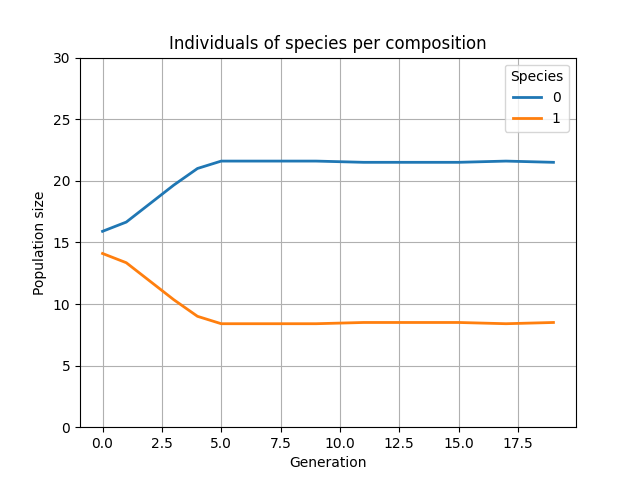 Individuals of species per composition
Species
0
1
30
25
20
15
10
5
0
Population size
0.0 2.5 5.0 7.5 10.0 12.5 15.0 17.5
Generation